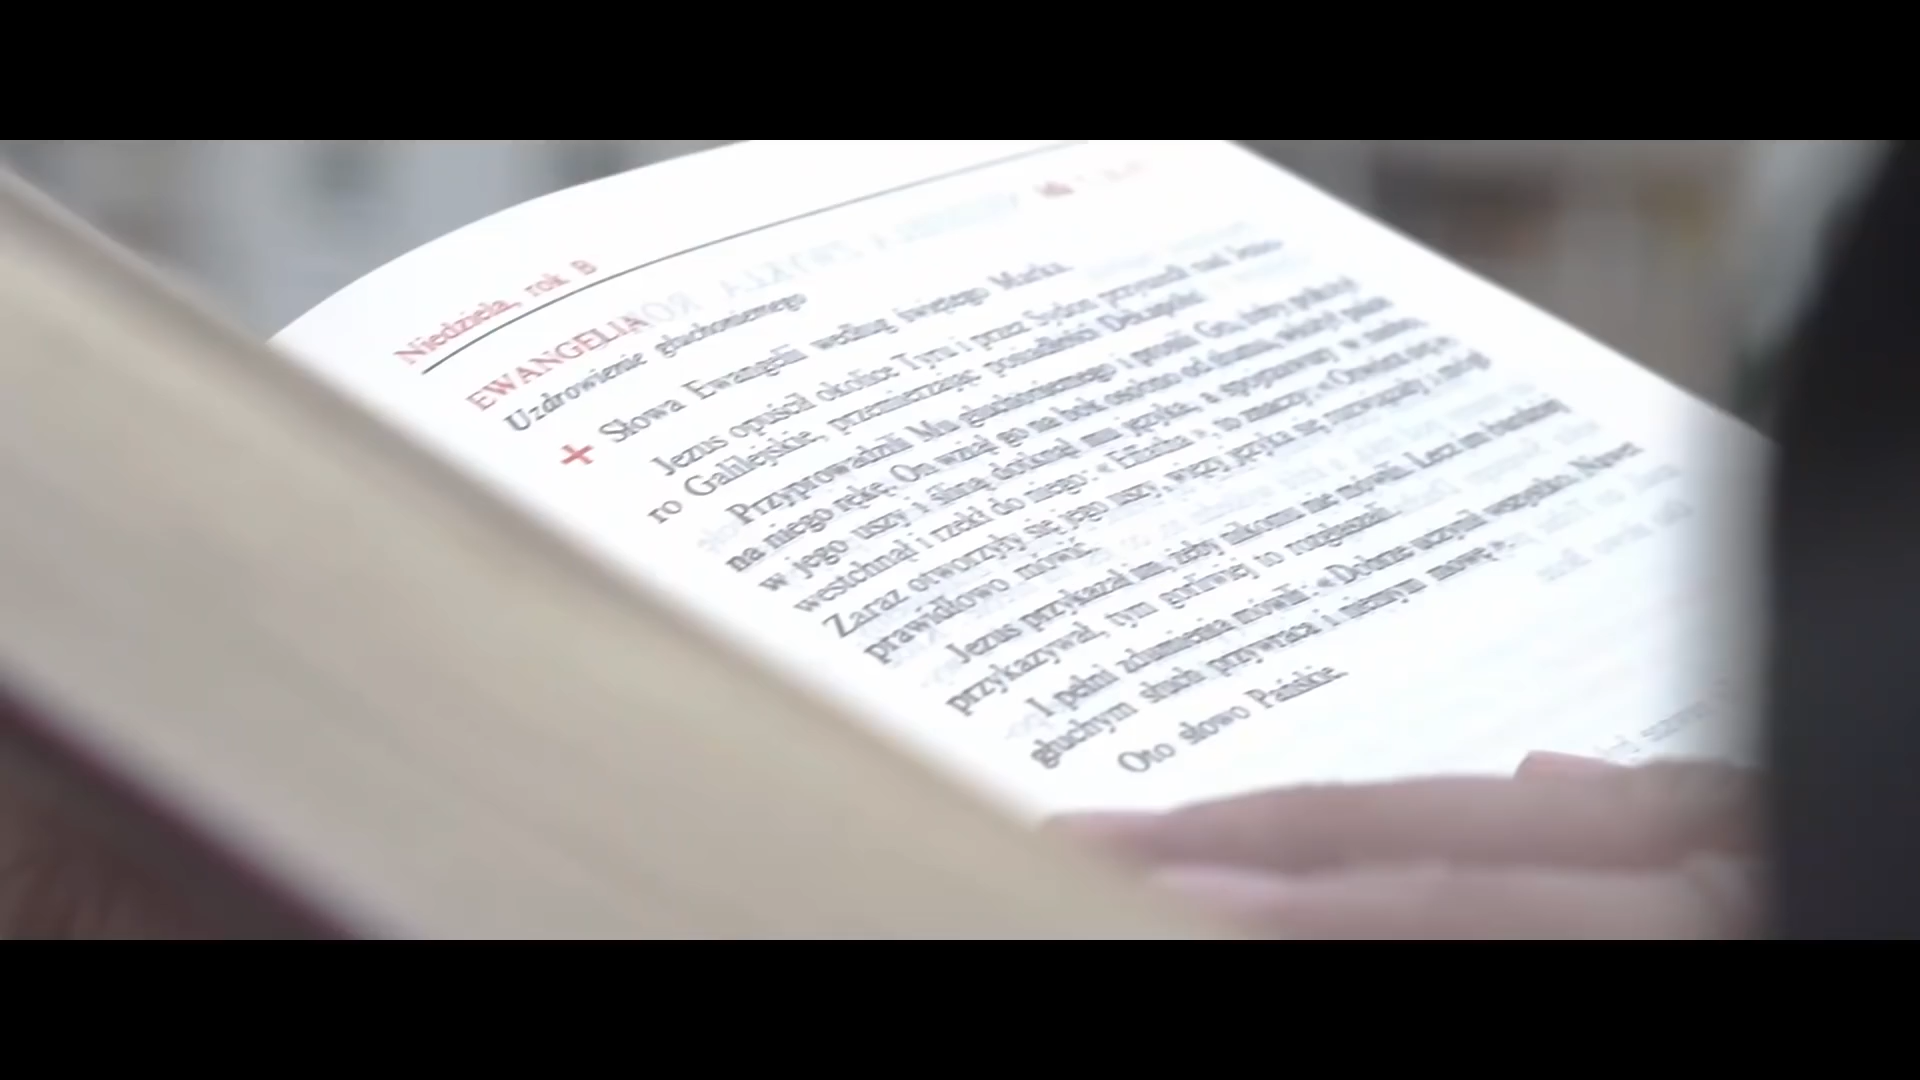 Niedziela, rok B
EWANGELIA
Uzdrowienie głuchoniemego
+ Słowa Ewangelii według świętego Marka.
Jezus opuścił okolice Tyru i przez Sydon przyszedł nad Jezio-
ro Galilejskie, przemierzając posiadłości Dekapolu.
Przyprowadzili Mu głuchoniemego i prosili Go, żeby położył
na niego rękę. On wziął go na bok osobno od tłumu, włożył palce
w jego uszy i śliną dotknął mu języka, a spojrzawszy w niebo,
westchnął i rzekł do niego: « Effatha », to znaczy: « Otwórz się ».
Zaraz otworzyły się jego uszy, więzy języka się rozwiązały i mógł
prawidłowo mówić.
Jezus przykazał im, żeby nikomu nie mówili. Lecz im bardziej
przykazywał, tym gorliwiej to rozgłaszali.
I pełni zdumienia mówili: « Dobrze uczynił wszystko. Nawet
głuchym słuch przywraca i niemym mowę ».
Oto słowo Pańskie.